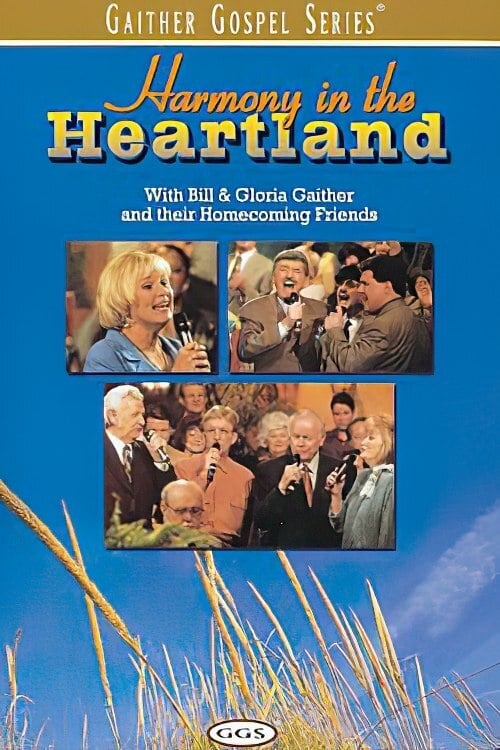 GAITHER GOSPEL SERIES®
Harmony in the
Heartland
With Bill & Gloria Gaither
and their Homecoming Friends
GGS